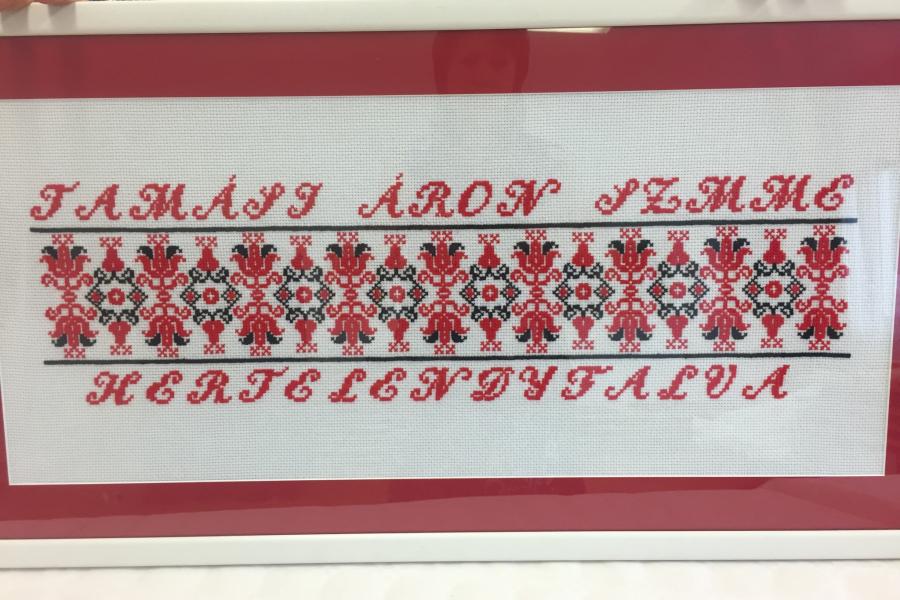 TAMÁSI ÁRON SZMME
HERTELENDYFALVA